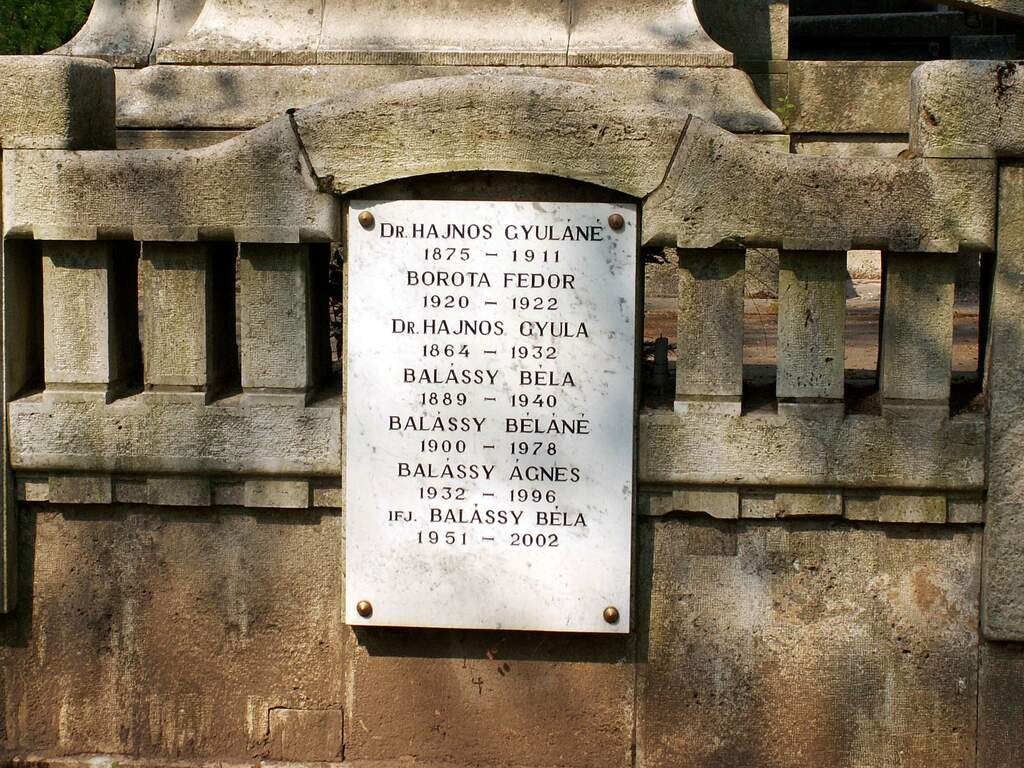 DR. HAJNOS GYULÁNÉ
1875 – 1911
BOROTA FEDOR
1920 – 1922
DR. HAJNOS GYULA
1864 – 1932
BALÁSSY BÉLA
1889 – 1940
BALÁSSY BÉLÁNÉ
1900 – 1978
BALÁSSY ÁGNES
1932 – 1996
IFJ. BALÁSSY BÉLA
1951 – 2002